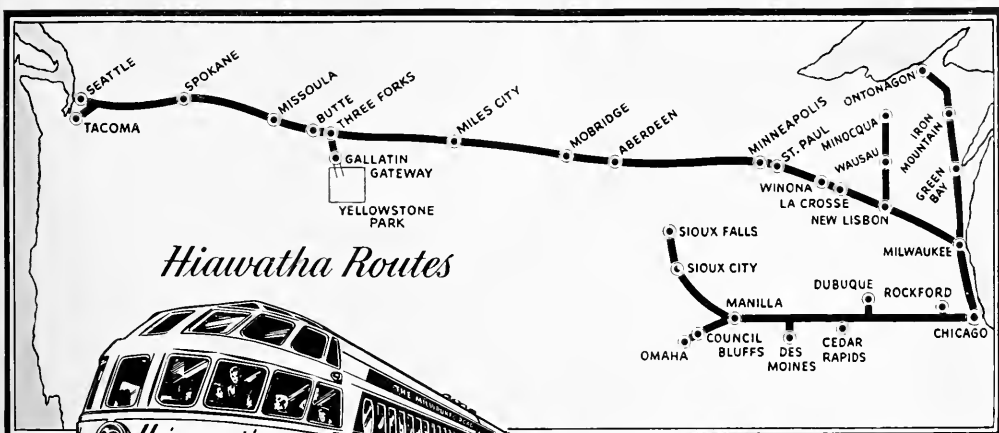 SEATTLE
TACOMA
SPOKANE
MISSOULA
BUTTE
THREE FORKS
GALLATIN
GATEWAY
YELLOWSTONE
PARK
MILES CITY
MOBRIDGE
ABERDEEN
MINNEAPOLIS
ST. PAUL
WINONA
LA CROSSE
NEW LISBON
MINOCQUA
WAUSAU
ONTONAGON
IRON
MOUNTAIN
GREEN
BAY
MILWAUKEE
CHICAGO
ROCKFORD
DUBUQUE
CEDAR
RAPIDS
DES
MOINES
MANILLA
COUNCIL
BLUFFS
OMAHA
SIOUX CITY
SIOUX FALLS
Hiawatha Routes
THE MILWAUKEE ROAD
Hiawatha